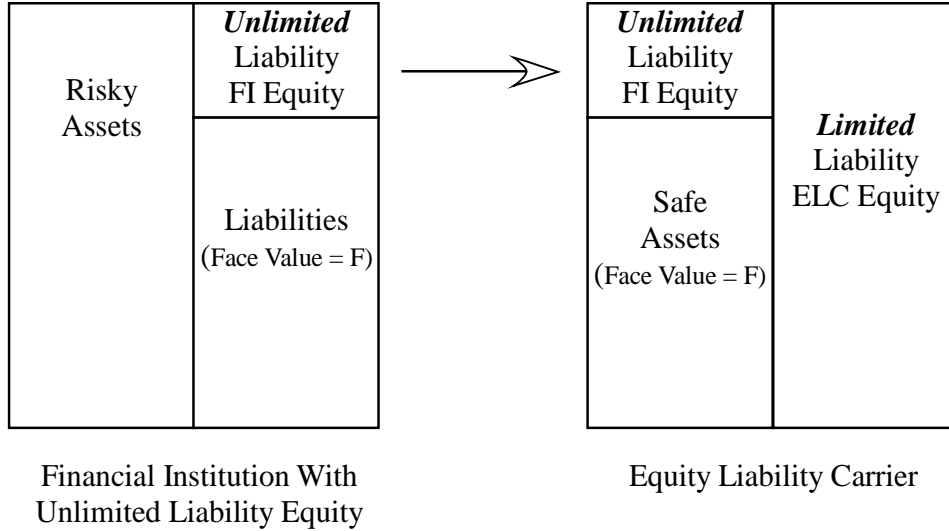 Risky
Assets
Unlimited
Liability
FI Equity
Liabilities
(Face Value = F)
Unlimited
Liability
FI Equity
Safe
Assets
(Face Value = F)
Limited
Liability
ELC Equity
Financial Institution With
Unlimited Liability Equity
Equity Liability Carrier